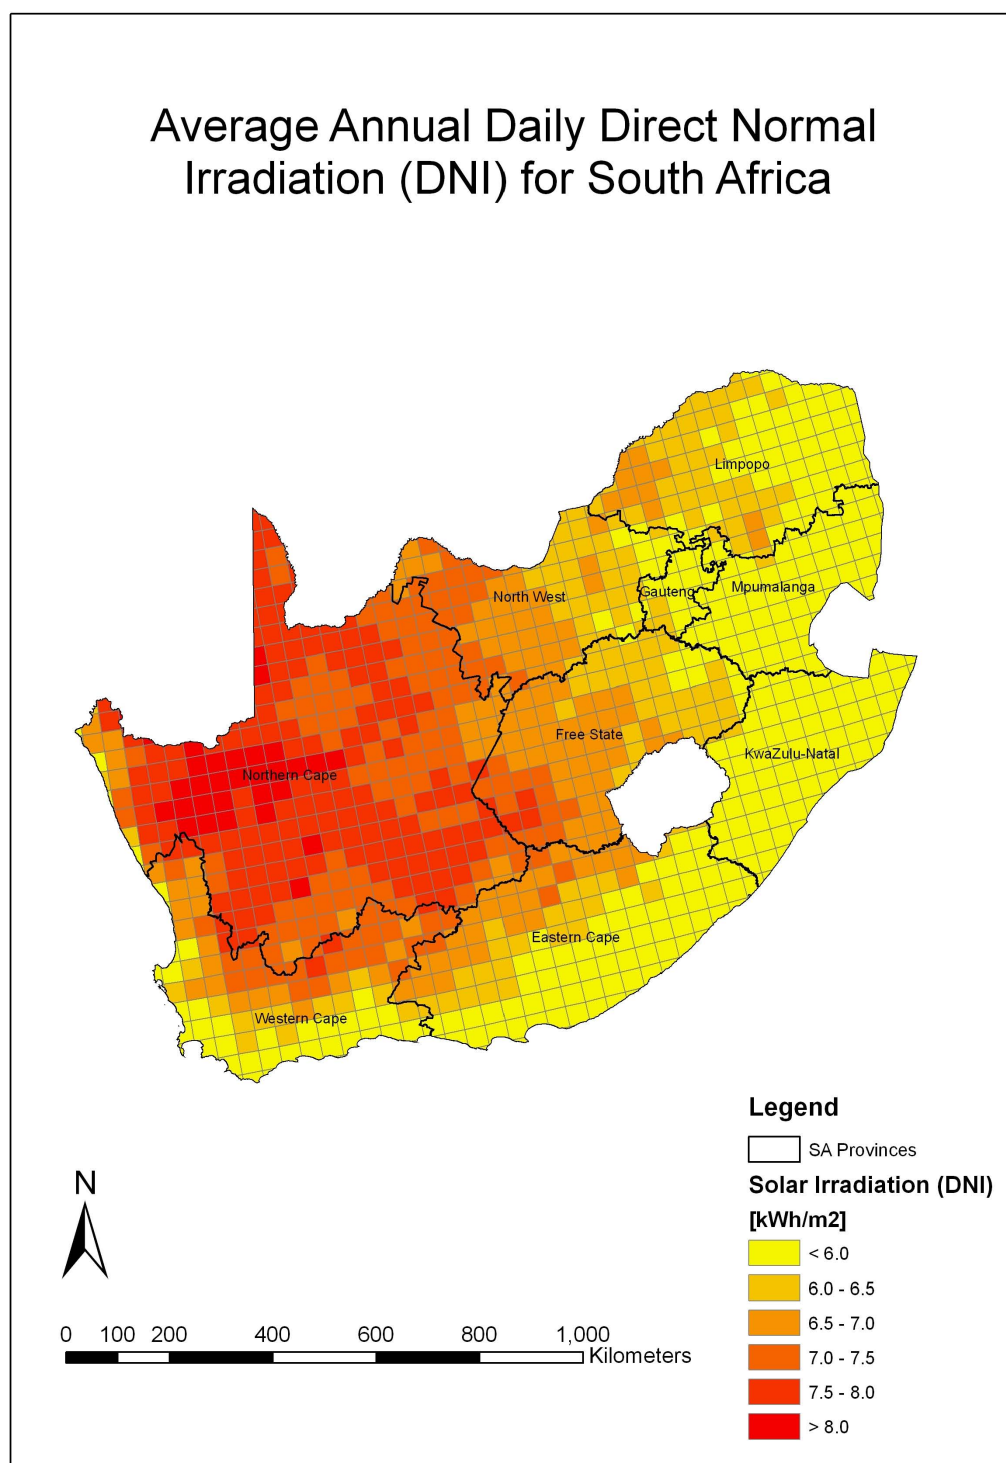 Average Annual Daily Direct Normal
Irradiation (DNI) for South Africa
Limpopo
North West
Gauteng
Mpumalanga
Free State
KwaZulu-Natal
Northern Cape
Eastern Cape
Western Cape
Legend
SA Provinces
Solar Irradiation (DNI)
[kWh/m2]
< 6.0
6.0 - 6.5
6.5 - 7.0
7.0 - 7.5
7.5 - 8.0
> 8.0
N
0 100 200 400 600 800 1,000
Kilometers